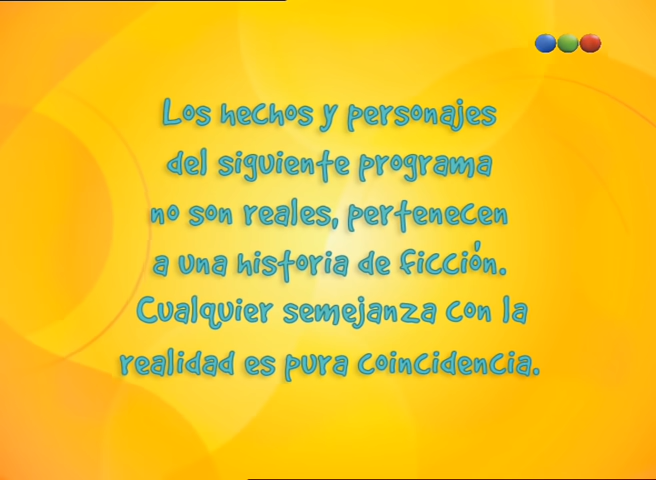 Los hechos y personajes
del siguiente programa
no son reales, pertenecen
a una historia de ficción.
Cualquier semejanza con la
realidad es pura coincidencia.